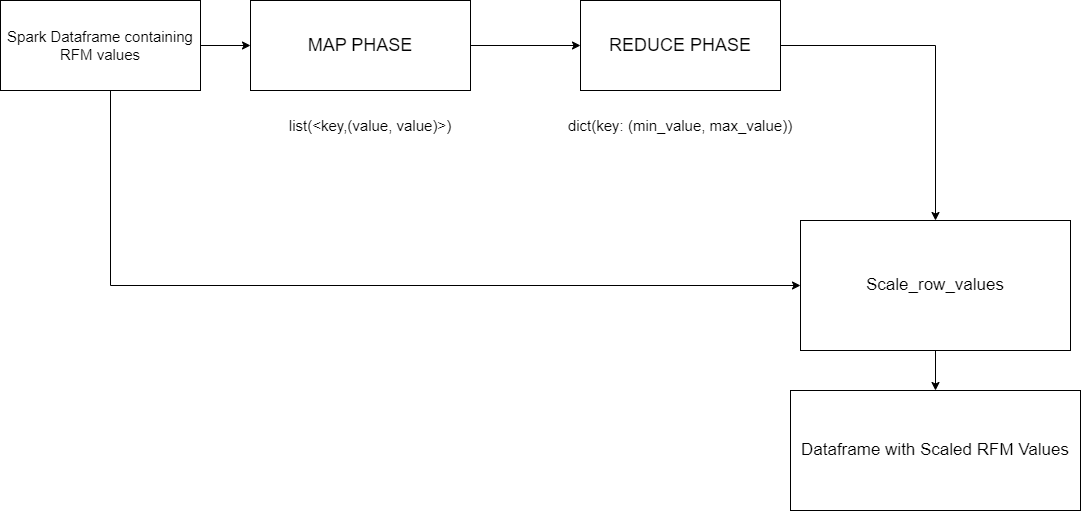 Spark Dataframe containing
RFM values
MAP PHASE
REDUCE PHASE
list(<key,(value, value)>)
dict(key: (min_value, max_value))
Scale_row_values
Dataframe with Scaled RFM Values